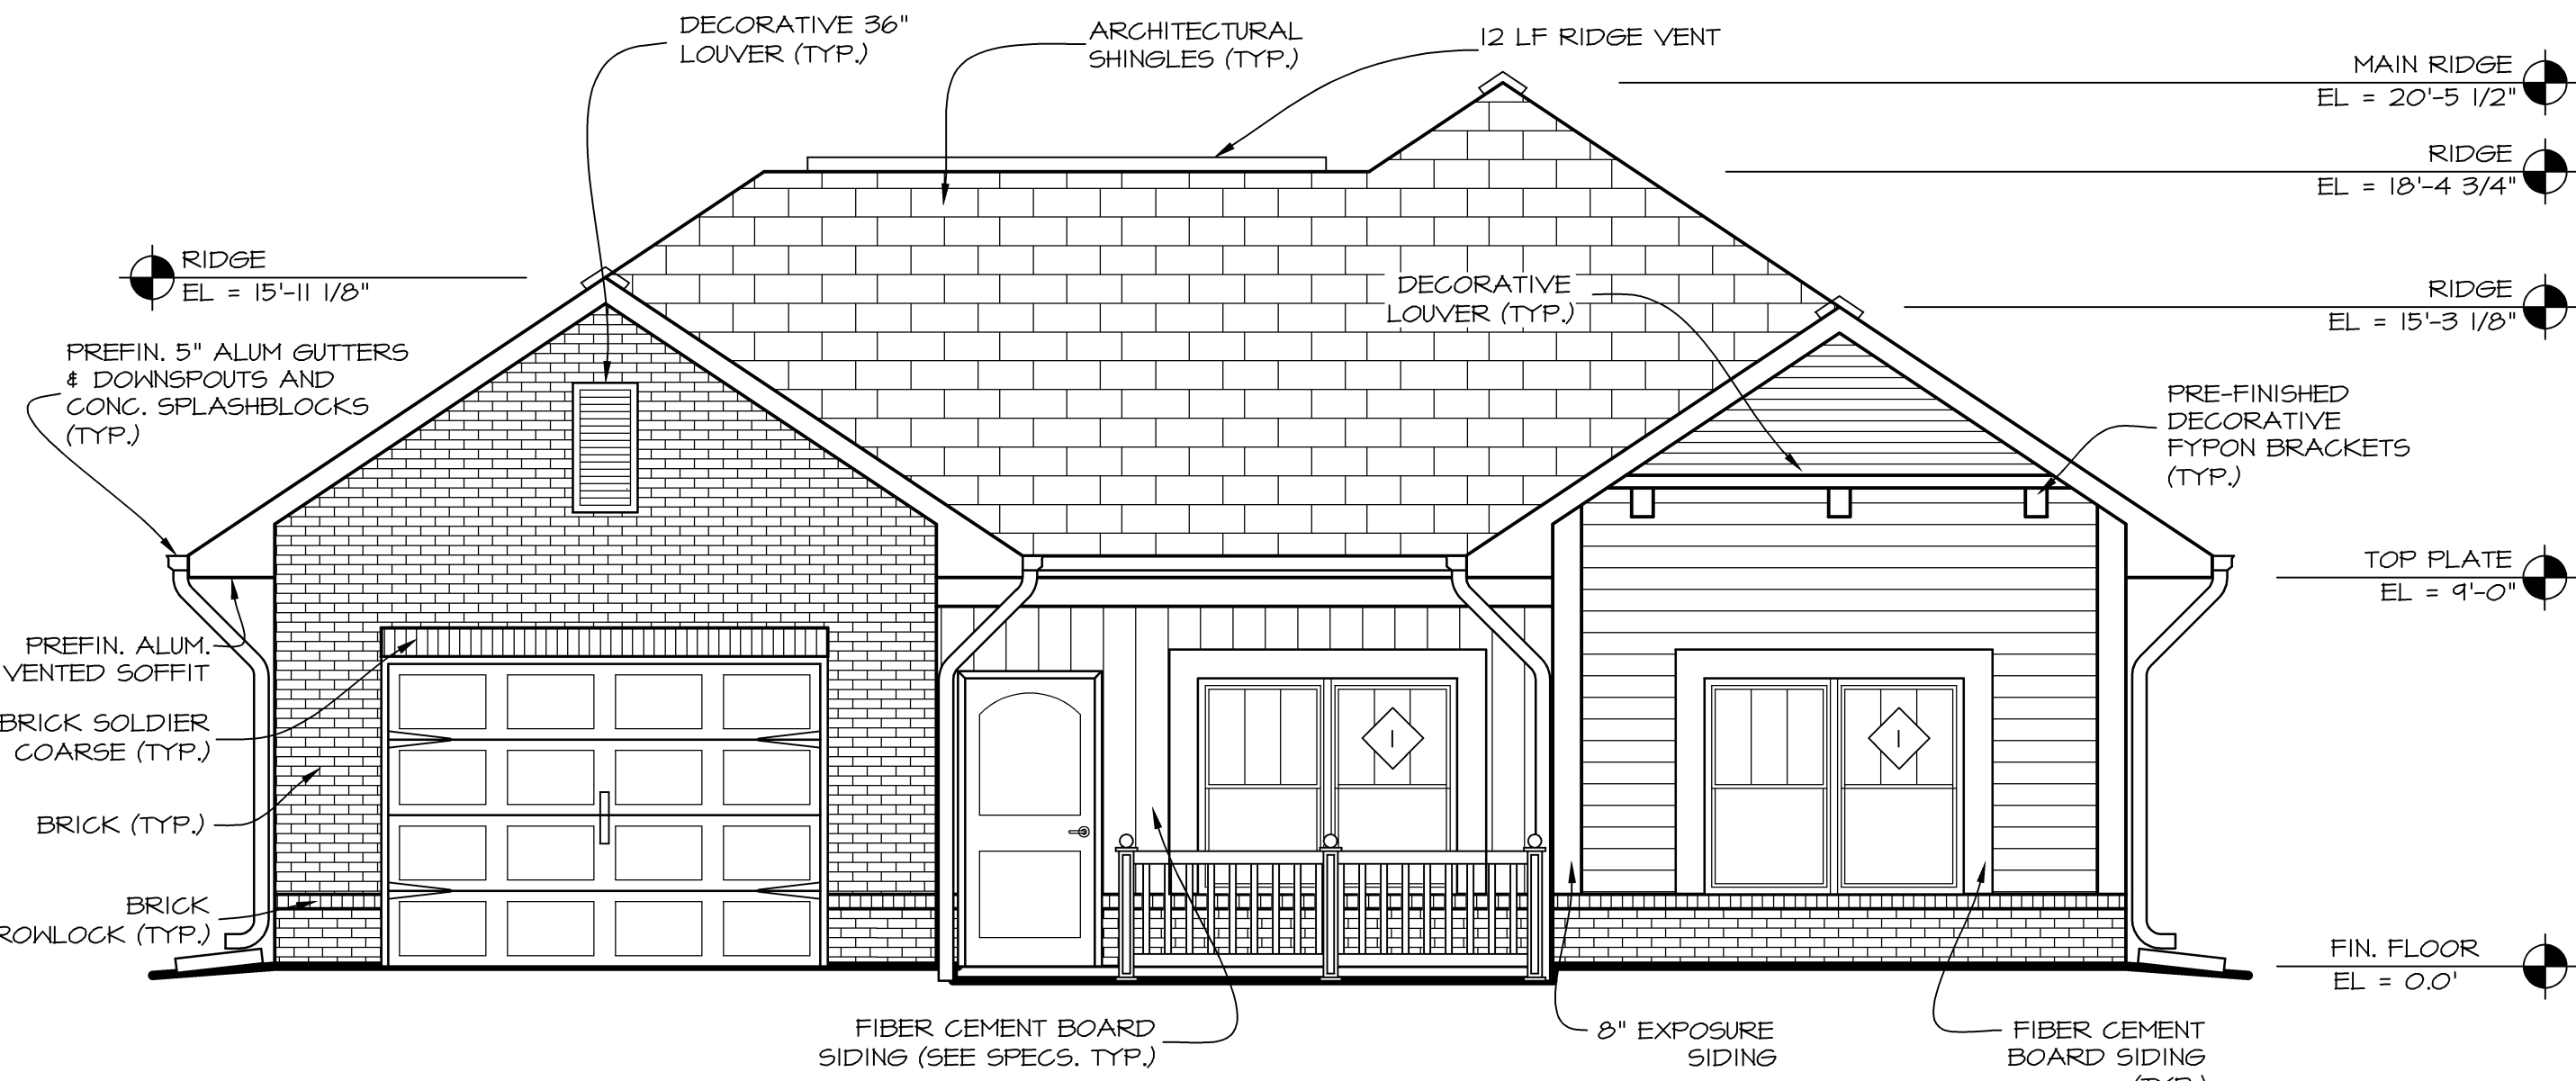 DECORATIVE 36"
LOUVER (TYP.)
ARCHITECTURAL
SHINGLES (TYP.)
12 LF RIDGE VENT
MAIN RIDGE
EL = 20'-5 1/2"
RIDGE
EL = 18'-4 3/4"
RIDGE
EL = 15'-11 1/8"
DECORATIVE
LOUVER (TYP.)
RIDGE
EL = 15'-3 1/8"
PREFIN. 5" ALUM GUTTERS
& DOWNSPOUTS AND
CONC. SPLASHBLOCKS
(TYP.)
PRE-FINISHED
DECORATIVE
FYPON BRACKETS
(TYP.)
TOP PLATE
EL = 9'-0"
PREFIN. ALUM.
VENTED SOFFIT
BRICK SOLDIER
COARSE (TYP.)
1
1
BRICK (TYP.)
BRICK
ROWLOCK (TYP.)
FIN. FLOOR
EL = 0.0'
FIBER CEMENT BOARD
SIDING (SEE SPECS. TYP.)
8" EXPOSURE
SIDING
FIBER CEMENT
BOARD SIDING
(TYP.)